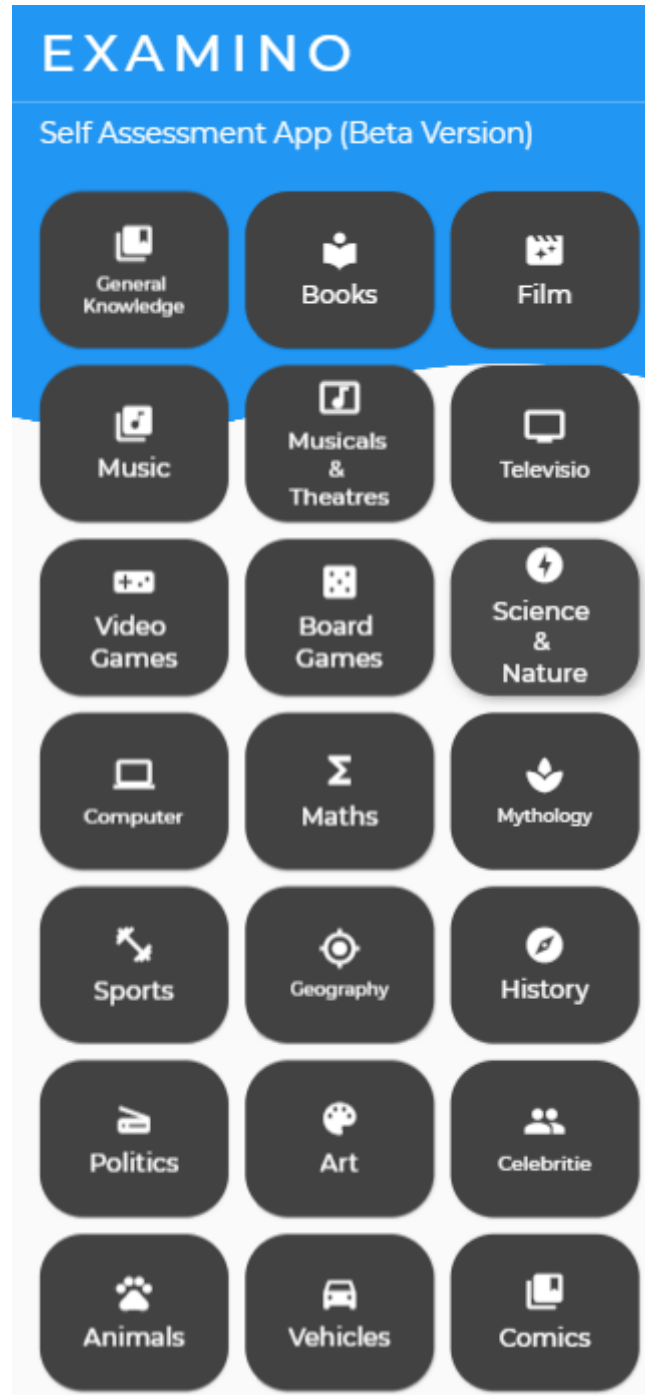 EXAMINO
Self Assessment App (Beta Version)
General
Knowledge
Books
Film
Music
Musicals
&
Theatres
Televisio
Video
Games
Board
Games
Science
&
Nature
Computer
Maths
Mythology
Sports
Geography
History
Politics
Art
Celebritie
Animals
Vehicles
Comics